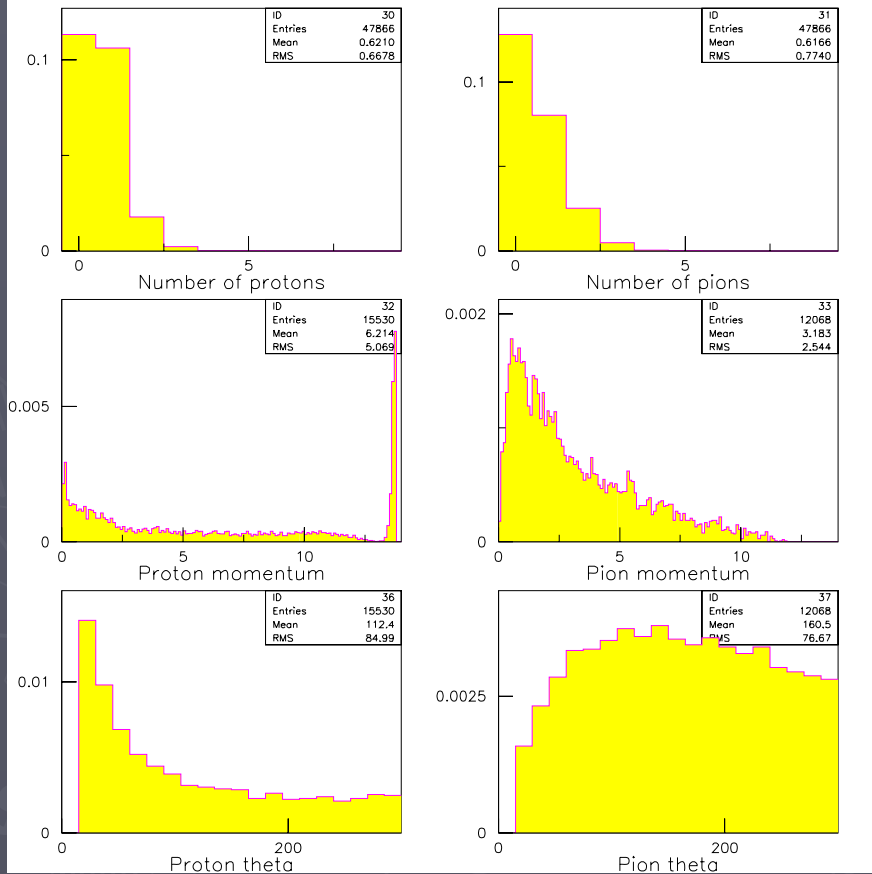 ID 30
Entries 47866
Mean 0.6210
RMS 0.6678
0.1
0
0 5
Number of protons
ID 31
Entries 47866
Mean 0.6166
RMS 0.7740
0.1
0
0 5
Number of pions
ID 32
Entries 15530
Mean 6.214
RMS 5.069
0.005
0
0 5 10
Proton momentum
ID 33
Entries 12068
Mean 3.183
RMS 2.544
0.002
0
0 5 10
Pion momentum
ID 36
Entries 15530
Mean 112.4
RMS 84.99
0.01
0
0 200
Proton theta
ID 37
Entries 12068
Mean 160.5
RMS 76.67
0.0025
0
0 200
Pion theta